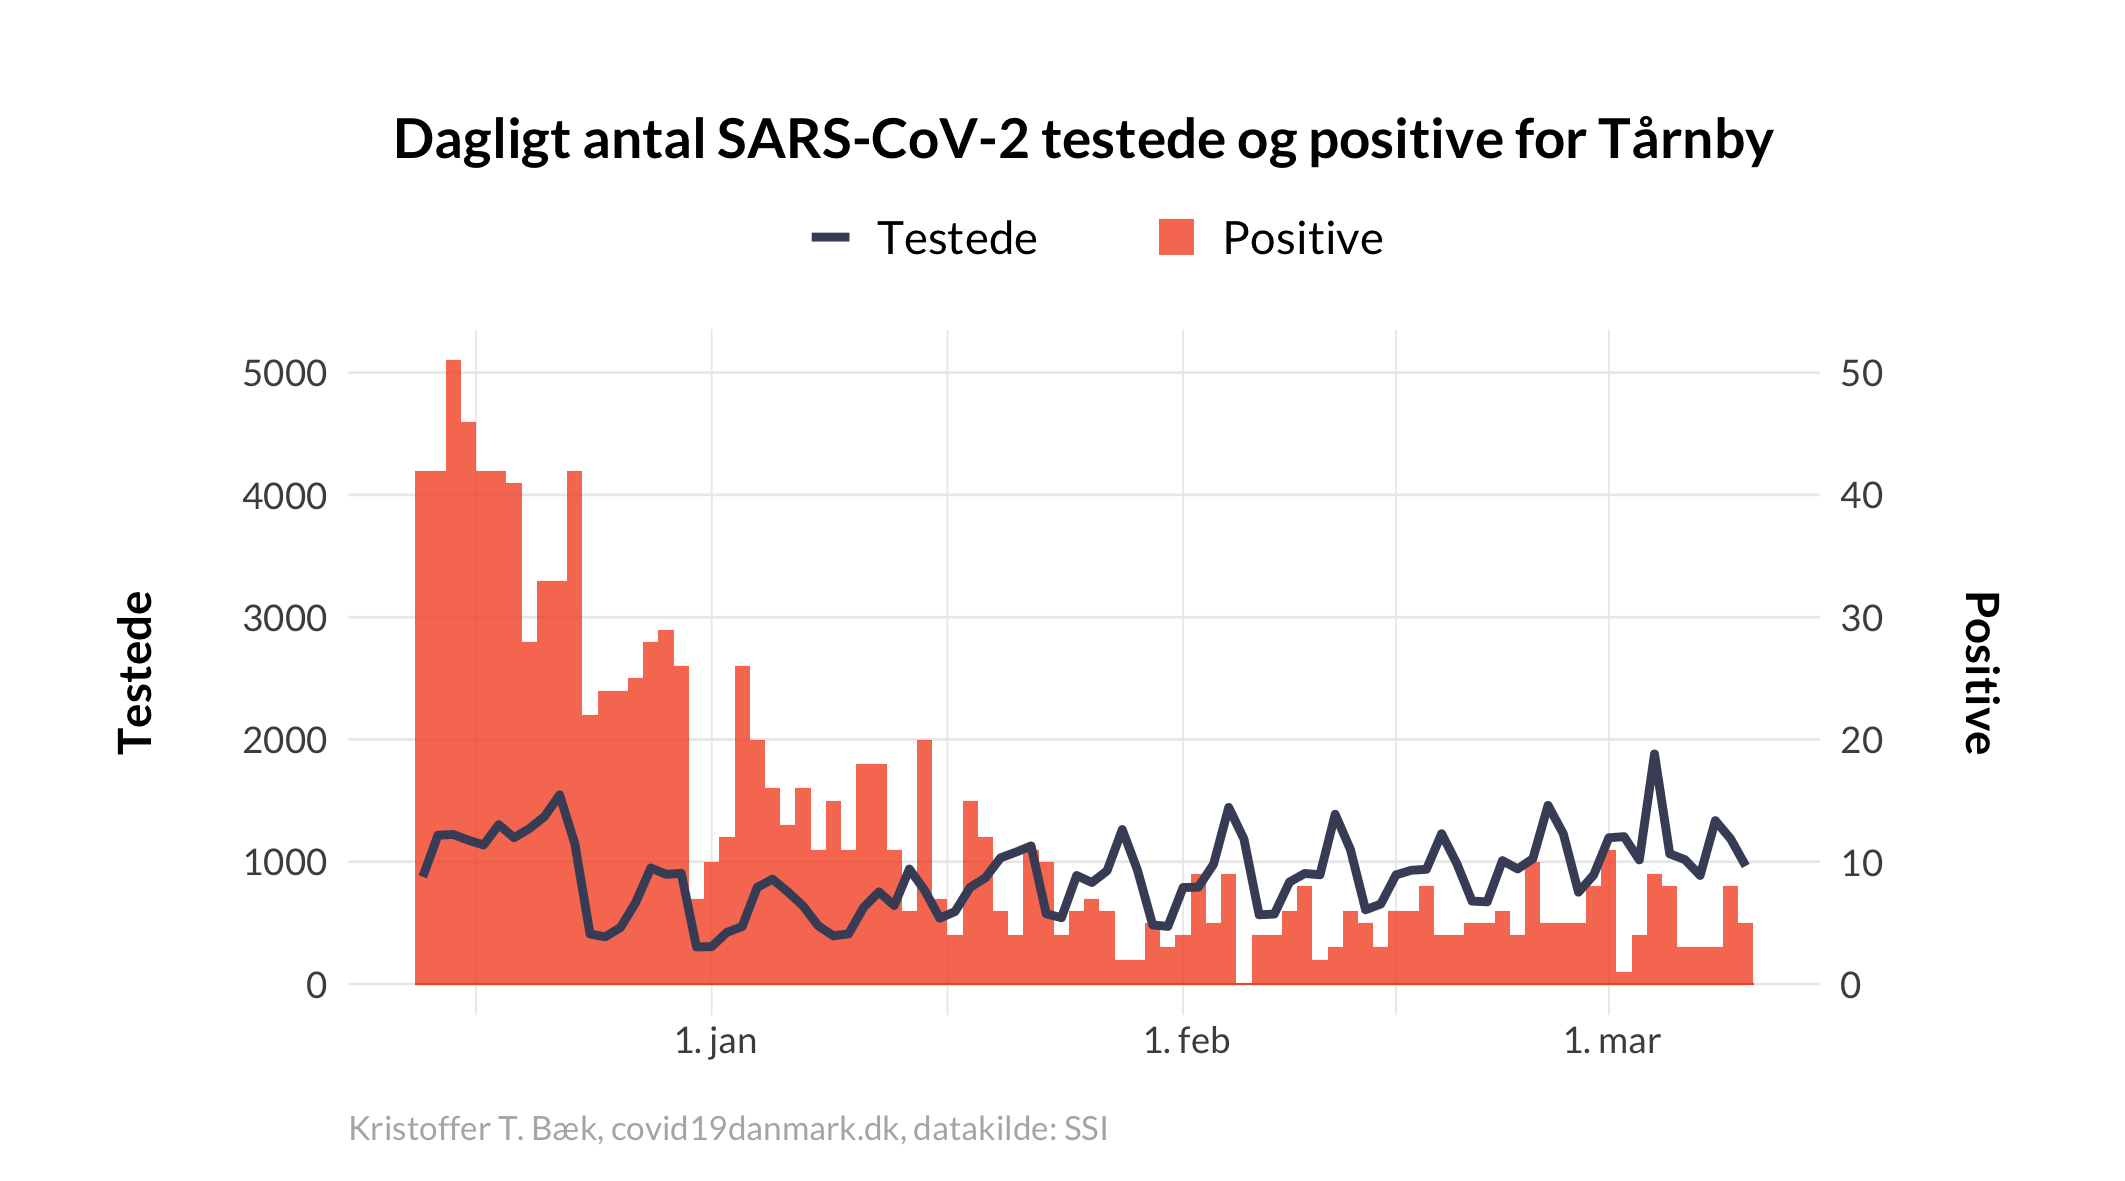 Dagligt antal SARS-CoV-2 testede og positive for Tårnby
Testede
Positive
5000
4000
3000
2000
1000
0
50
40
30
20
10
0
Testede
Positive
1. jan
1. feb
1. mar
Kristoffer T. Bæk, covid19danmark.dk, datakilde: SSI